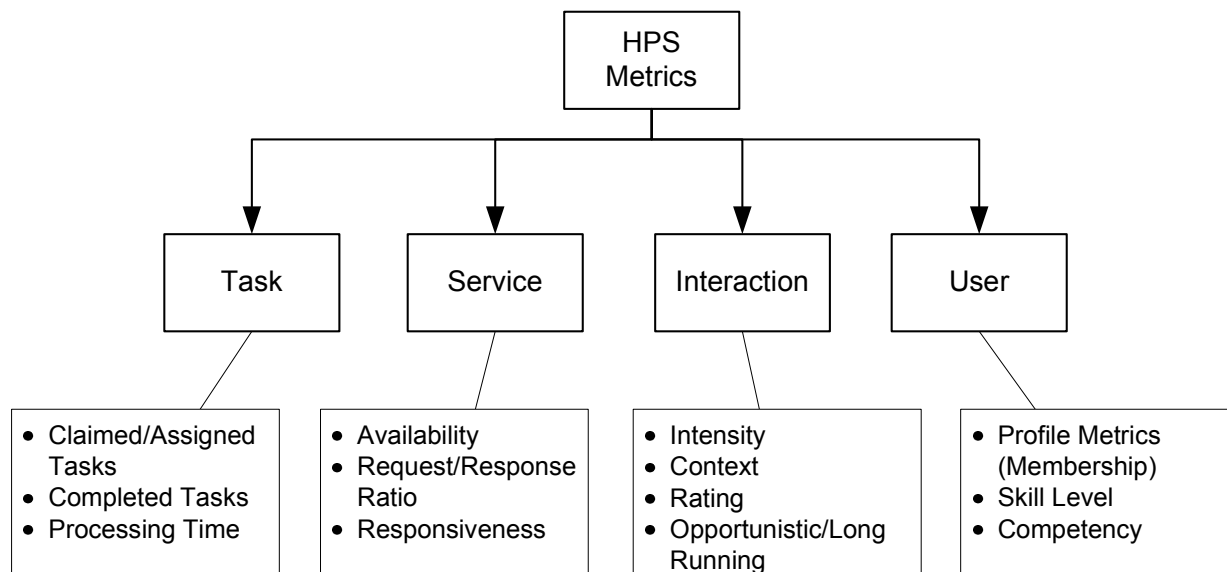 HPS
Metrics
Task
Service
Interaction
User
• Claimed/Assigned
Tasks
• Completed Tasks
• Processing Time
• Availability
• Request/Response
Ratio
• Responsiveness
• Intensity
• Context
• Rating
• Opportunistic/Long
Running
• Profile Metrics
(Membership)
• Skill Level
• Competency